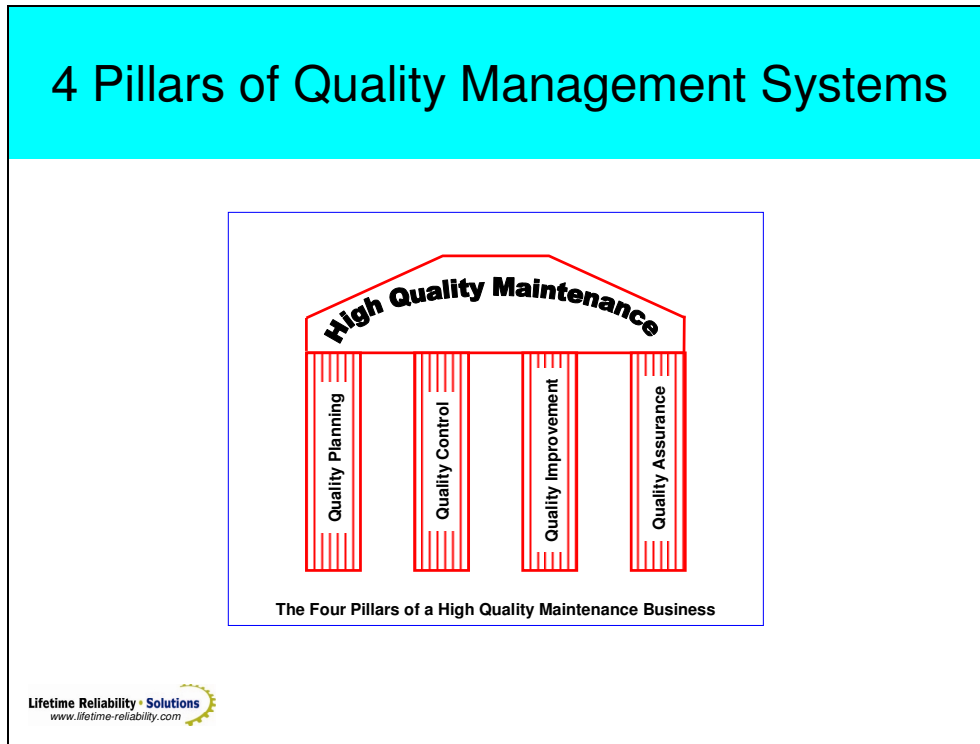 4 Pillars of Quality Management Systems
High Quality Maintenance
Quality Planning
Quality Control
Quality Improvement
Quality Assurance
The Four Pillars of a High Quality Maintenance Business
Lifetime Reliability • Solutions
www.lifetime-reliability.com